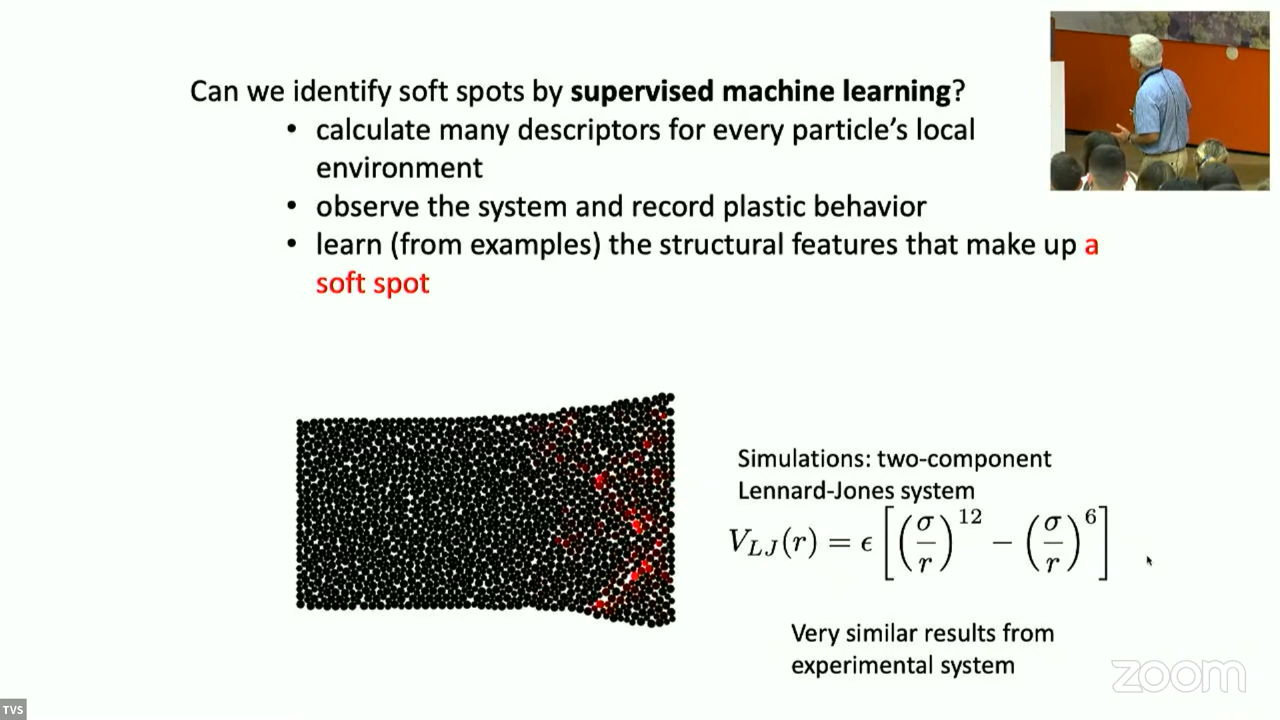 Can we identify soft spots by supervised machine learning?
• calculate many descriptors for every particle's local
environment
• observe the system and record plastic behavior
• learn (from examples) the structural features that make up a
soft spot
Simulations: two-component
Lennard-Jones system
V_{LJ}(r) = ϵ [(σ/r)^{12} − (σ/r)^{6}]
Very similar results from
experimental system
zoom
TVS